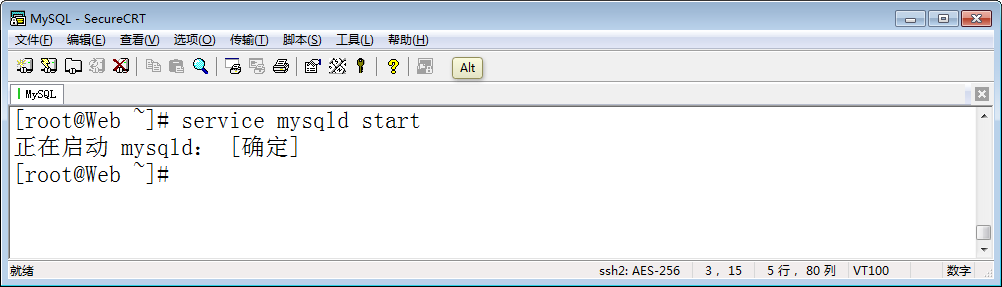 MySQL - SecureCRT
文件(F) 编辑(E) 查看(V) 选项(O) 传输(T) 脚本(S) 工具(L) 帮助(H)
Alt
MySQL
[root@Web ~]# service mysqld start
正在启动 mysqld： [确定]
[root@Web ~]#
就绪 ssh2: AES-256 3, 15 5 行, 80 列 VT100 数字